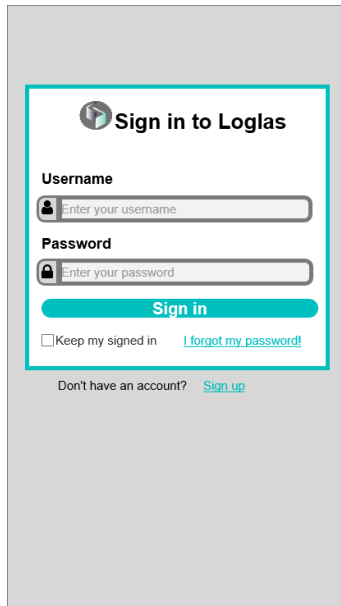 Sign in to Loglas
Username
Enter your username
Password
Enter your password
Sign in
Keep my signed in I forgot my password!
Don't have an account? Sign up